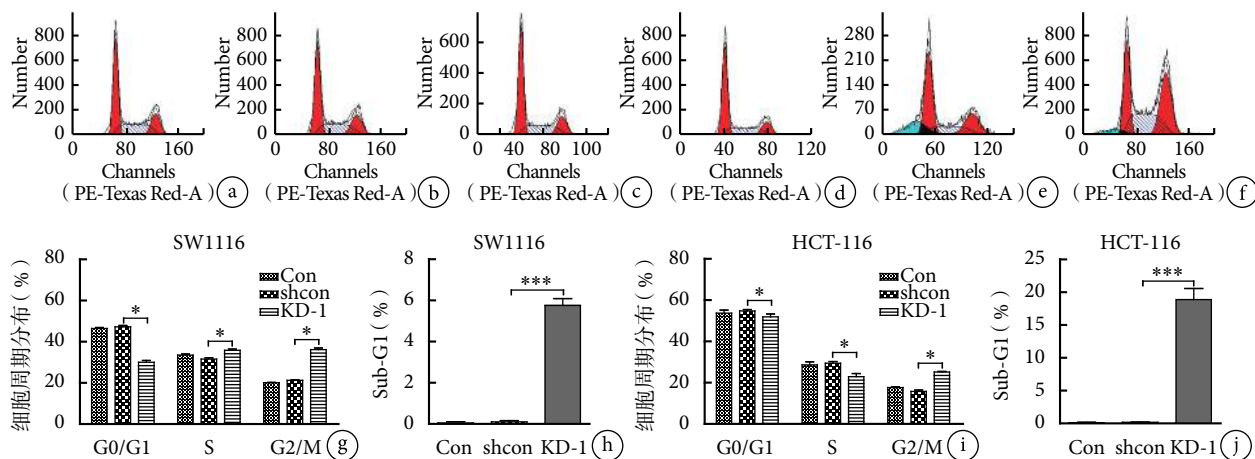 Number
800
600
400
200
0
0 80 160
Channels
(PE-Texas Red-A) a
Number
800
600
400
200
0
0 80 160
Channels
(PE-Texas Red-A) b
Number
600
400
200
0
0 40 80 100
Channels
(PE-Texas Red-A) c
Number
800
600
400
200
0
0 40 80 120
Channels
(PE-Texas Red-A) d
Number
280
210
140
70
0
0 60 120
Channels
(PE-Texas Red-A) e
Number
800
600
400
200
0
0 40 80 120 160
Channels
(PE-Texas Red-A) f
SW1116
细胞周期分布(%)
80
60
40
20
0
Con
shcon
KD-1
* * *
G0/G1 S G2/M g
SW1116
Sub-G1(%)
8
6
4
2
0
***
Con shcon KD-1 h
HCT-116
细胞周期分布(%)
80
60
40
20
0
Con
shcon
KD-1
* * *
G0/G1 S G2/M i
HCT-116
Sub-G1(%)
25
20
15
10
5
0
***
Con shcon KD-1 j